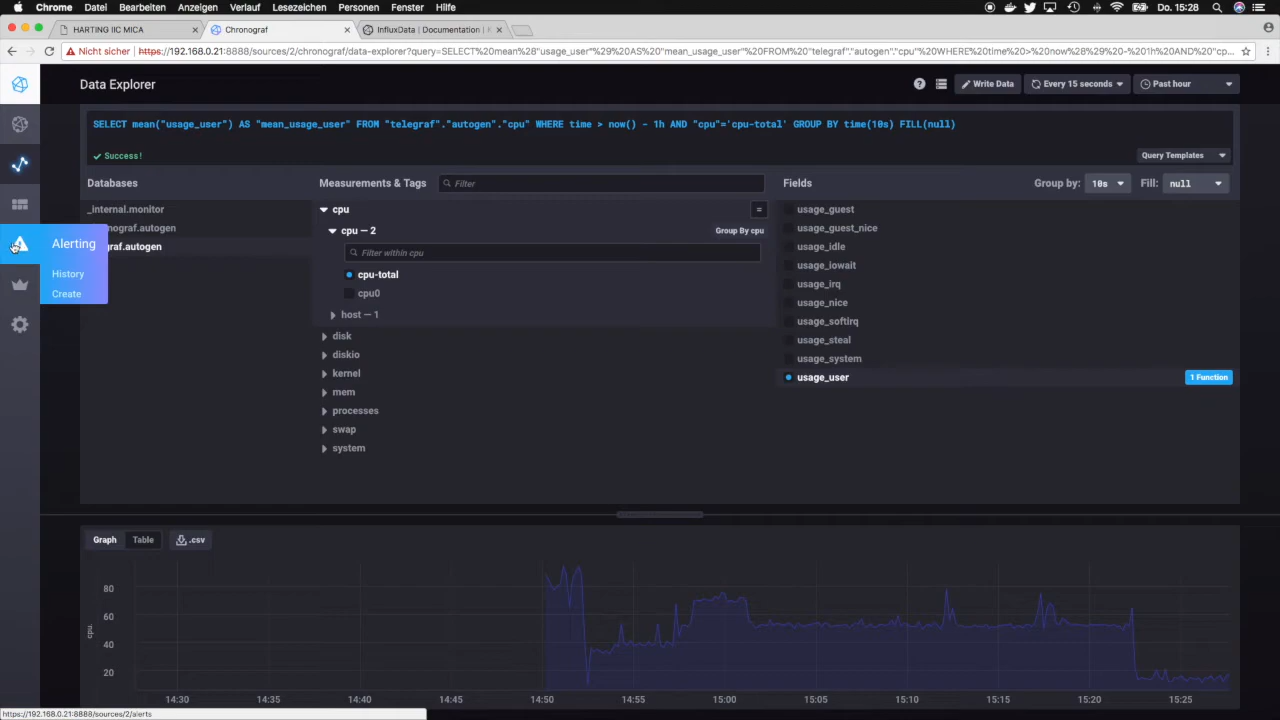 Chrome Datei Bearbeiten Anzeigen Verlauf Lesezeichen Personen Fenster Hilfe Do. 15:28
HARTING IIC MICA
Chronograf
InfluxData | Documentation |
Nicht sicher https://192.168.0.21:8888/sources/2/chronograf/data-explorer?query=SELECT%20mean%28"usage_user"%29%20AS%20"mean_usage_user"%20FROM%20"telegraf"."autogen"."cpu"%20WHERE%20time%20>%20now%28%29%20-%201h%20AND%20"cp...
Data Explorer
Write Data
Every 15 seconds
Past hour
SELECT mean("usage_user") AS "mean_usage_user" FROM "telegraf"."autogen"."cpu" WHERE time > now() - 1h AND "cpu"='cpu-total' GROUP BY time(10s) FILL(null)
Success!
Query Templates
Databases
_internal.monitor
nograf.autogen
graf.autogen
Alerting
History
Create
Measurements & Tags
Filter
cpu
=
cpu — 2
Group By cpu
Filter within cpu
cpu-total
cpu0
host — 1
disk
diskio
kernel
mem
processes
swap
system
Fields
Group by: 10s Fill: null
usage_guest
usage_guest_nice
usage_idle
usage_iowait
usage_irq
usage_nice
usage_softirq
usage_steal
usage_system
usage_user
1 Function
Graph Table .csv
80
60
40
20
cpu.
14:30 14:35 14:40 14:45 14:50 14:55 15:00 15:05 15:10 15:15 15:20 15:25
https://192.168.0.21:8888/sources/2/alerts